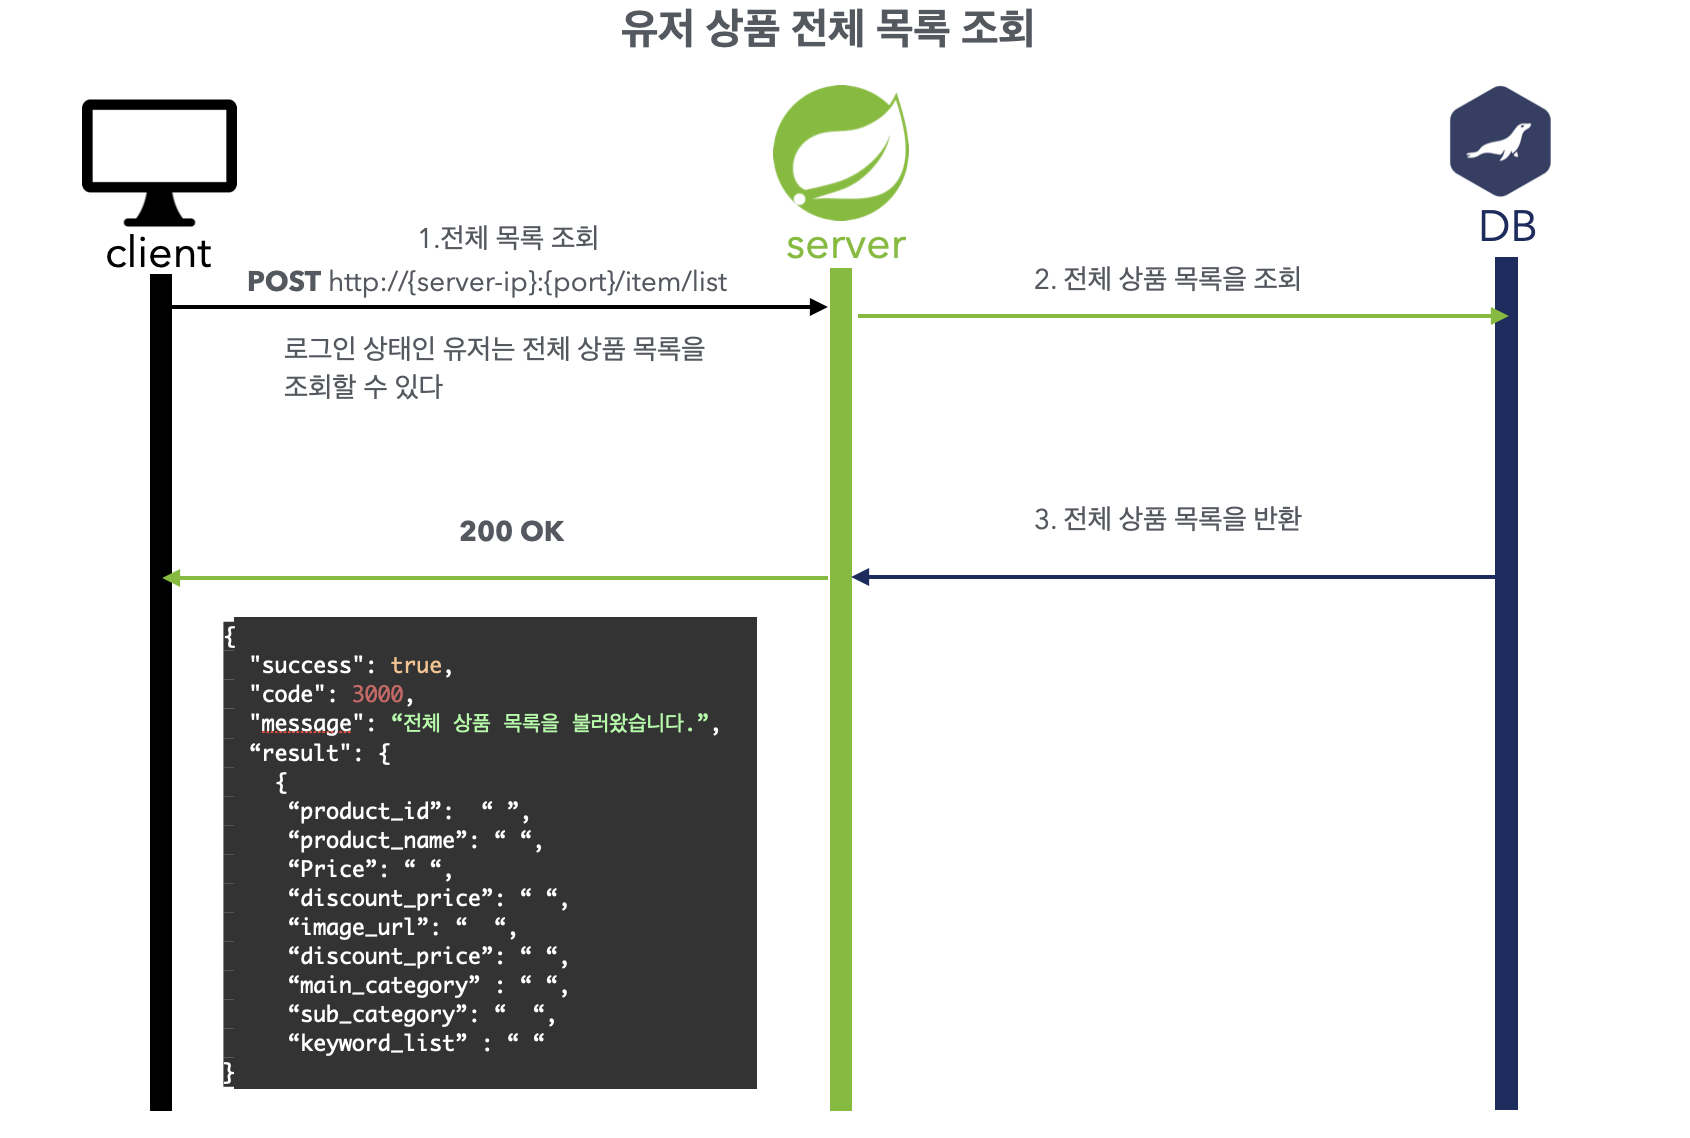 유저 상품 전체 목록 조회
client
server
DB
1.전체 목록 조회
POST http://{server-ip}:{port}/item/list
로그인 상태인 유저는 전체 상품 목록을
조회할 수 있다
2. 전체 상품 목록을 조회
3. 전체 상품 목록을 반환
200 OK
{
"success": true,
"code": 3000,
"message": “전체 상품 목록을 불러왔습니다.”,
“result": {
{
“product_id”:  “ ”,
“product_name”: “ “,
“Price”: “ “,
“discount_price”: “ “,
“image_url”: “  “,
“discount_price”: “ “,
“main_category” : “ “,
“sub_category”: “  “,
“keyword_list” : “ “
}